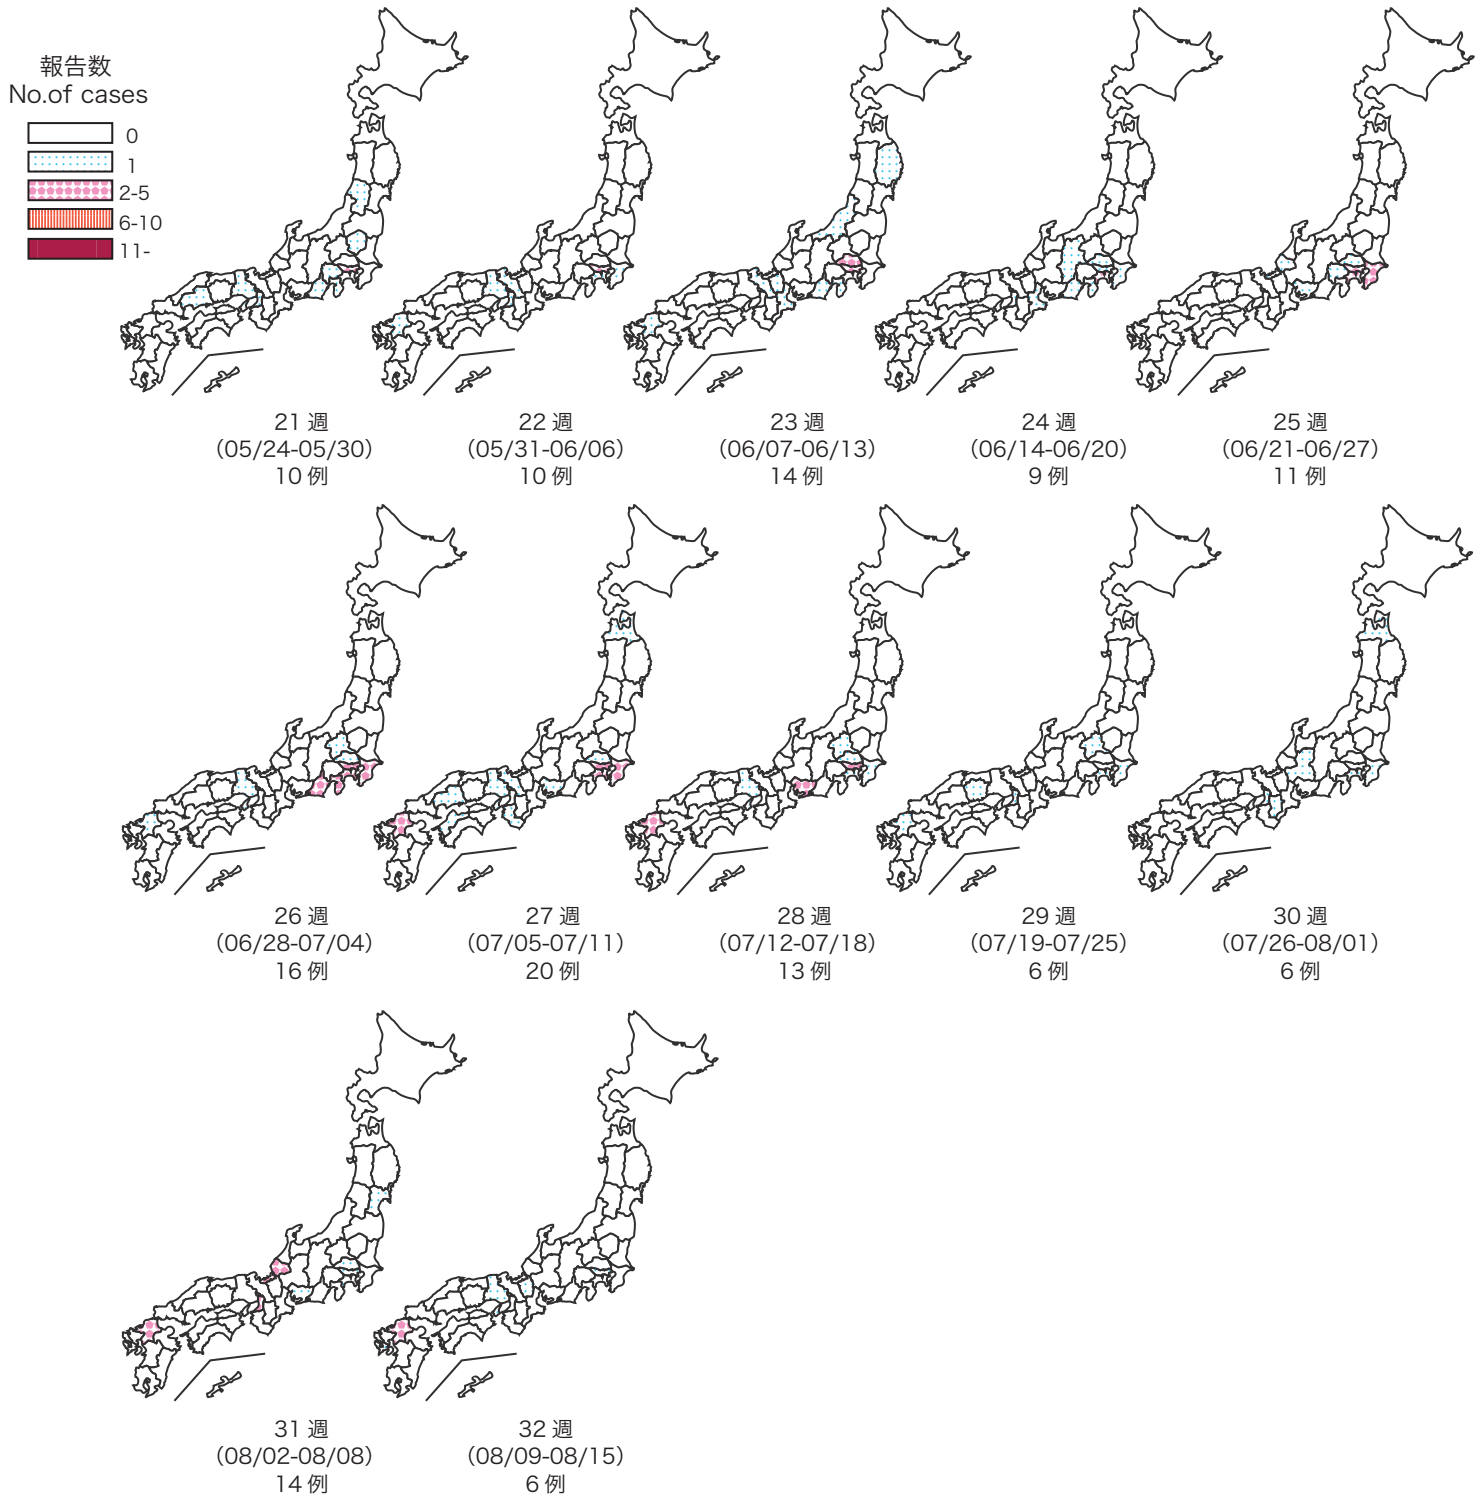 報告数
No.of cases
0
1
2-5
6-10
11-
21 週
（05/24-05/30）
10 例
22 週
（05/31-06/06）
10 例
23 週
（06/07-06/13）
14 例
24 週
（06/14-06/20）
9 例
25 週
（06/21-06/27）
11 例
26 週
（06/28-07/04）
16 例
27 週
（07/05-07/11）
20 例
28 週
（07/12-07/18）
13 例
29 週
（07/19-07/25）
6 例
30 週
（07/26-08/01）
6 例
31 週
（08/02-08/08）
14 例
32 週
（08/09-08/15）
6 例